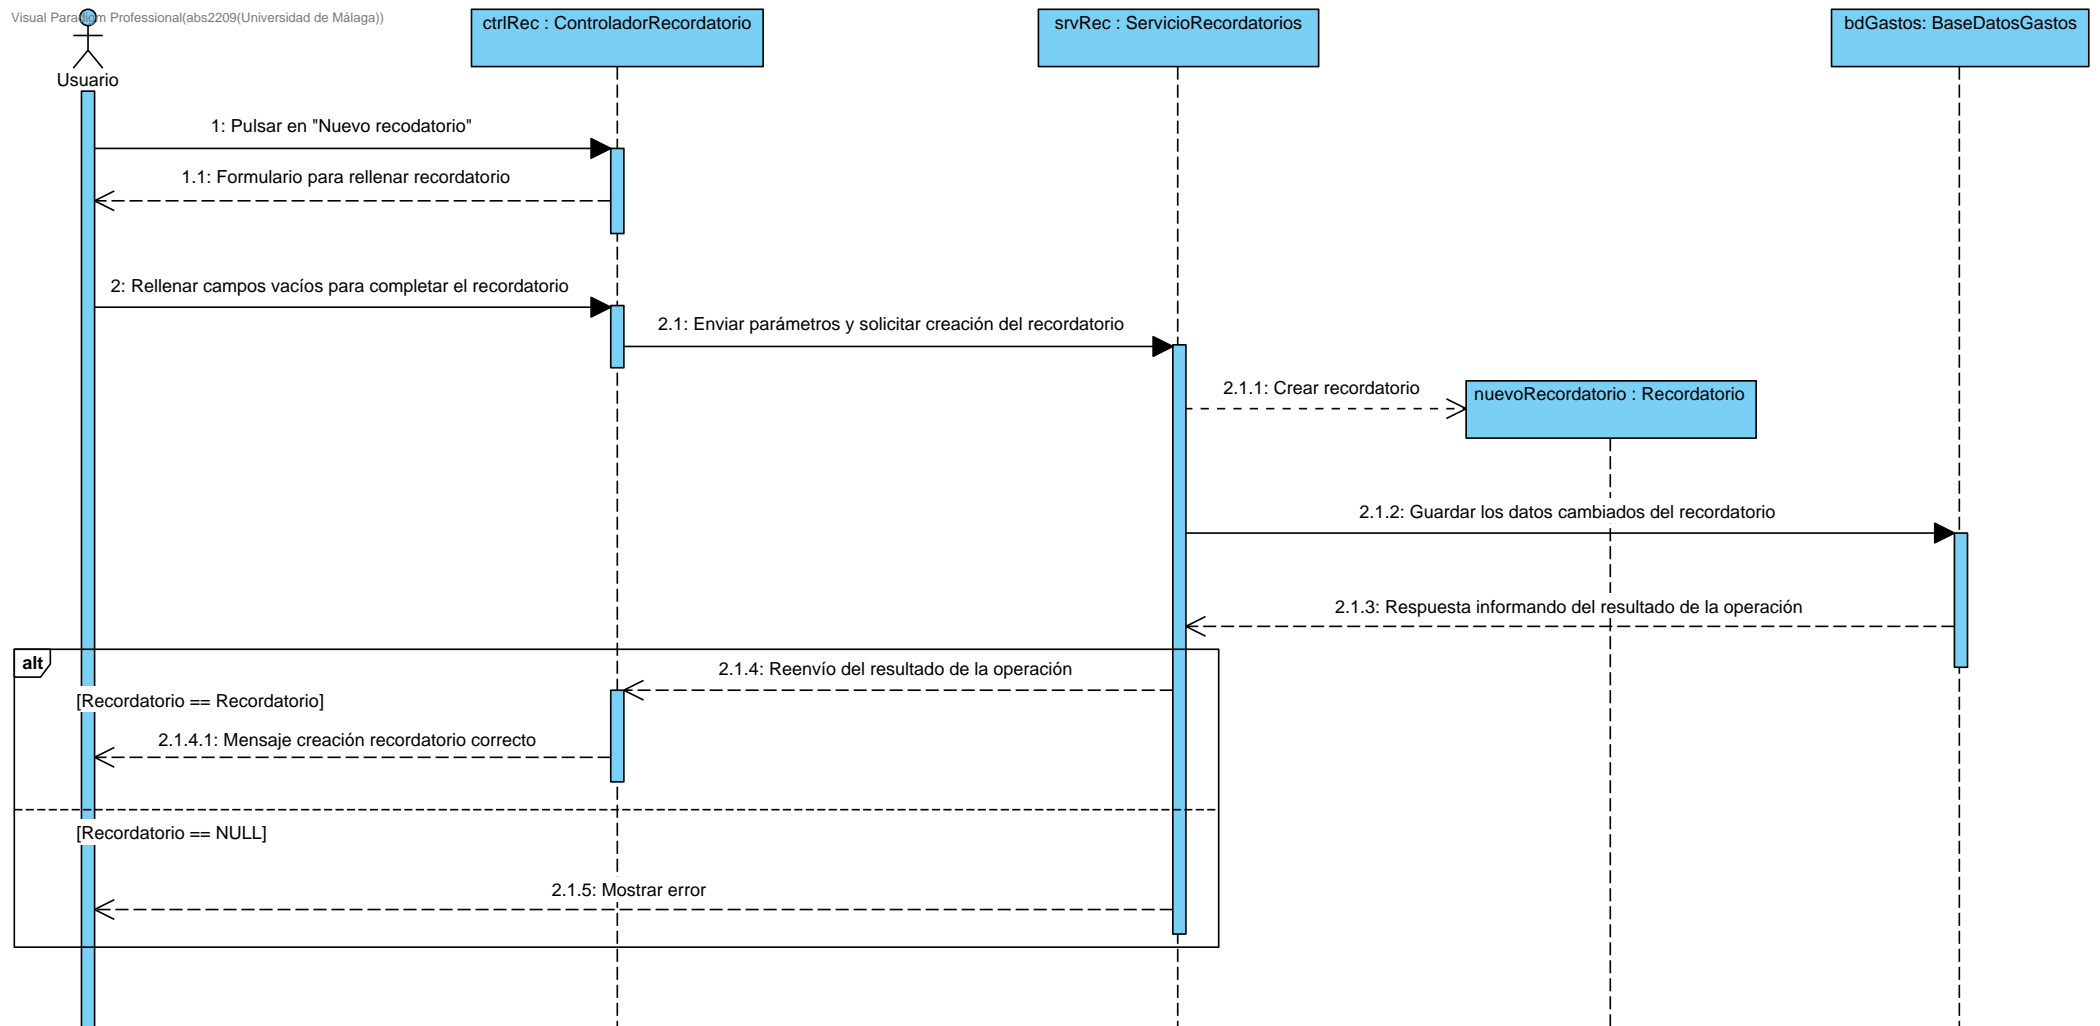 Visual Paradigm Professional(abs2209(Universidad de Málaga))
Usuario
ctrlRec : ControladorRecordatorio
srvRec : ServicioRecordatorios
bdGastos: BaseDatosGastos
1: Pulsar en "Nuevo recodatorio"
1.1: Formulario para rellenar recordatorio
2: Rellenar campos vacíos para completar el recordatorio
2.1: Enviar parámetros y solicitar creación del recordatorio
2.1.1: Crear recordatorio
nuevoRecordatorio : Recordatorio
2.1.2: Guardar los datos cambiados del recordatorio
2.1.3: Respuesta informando del resultado de la operación
alt
2.1.4: Reenvío del resultado de la operación
[Recordatorio == Recordatorio]
2.1.4.1: Mensaje creación recordatorio correcto
[Recordatorio == NULL]
2.1.5: Mostrar error